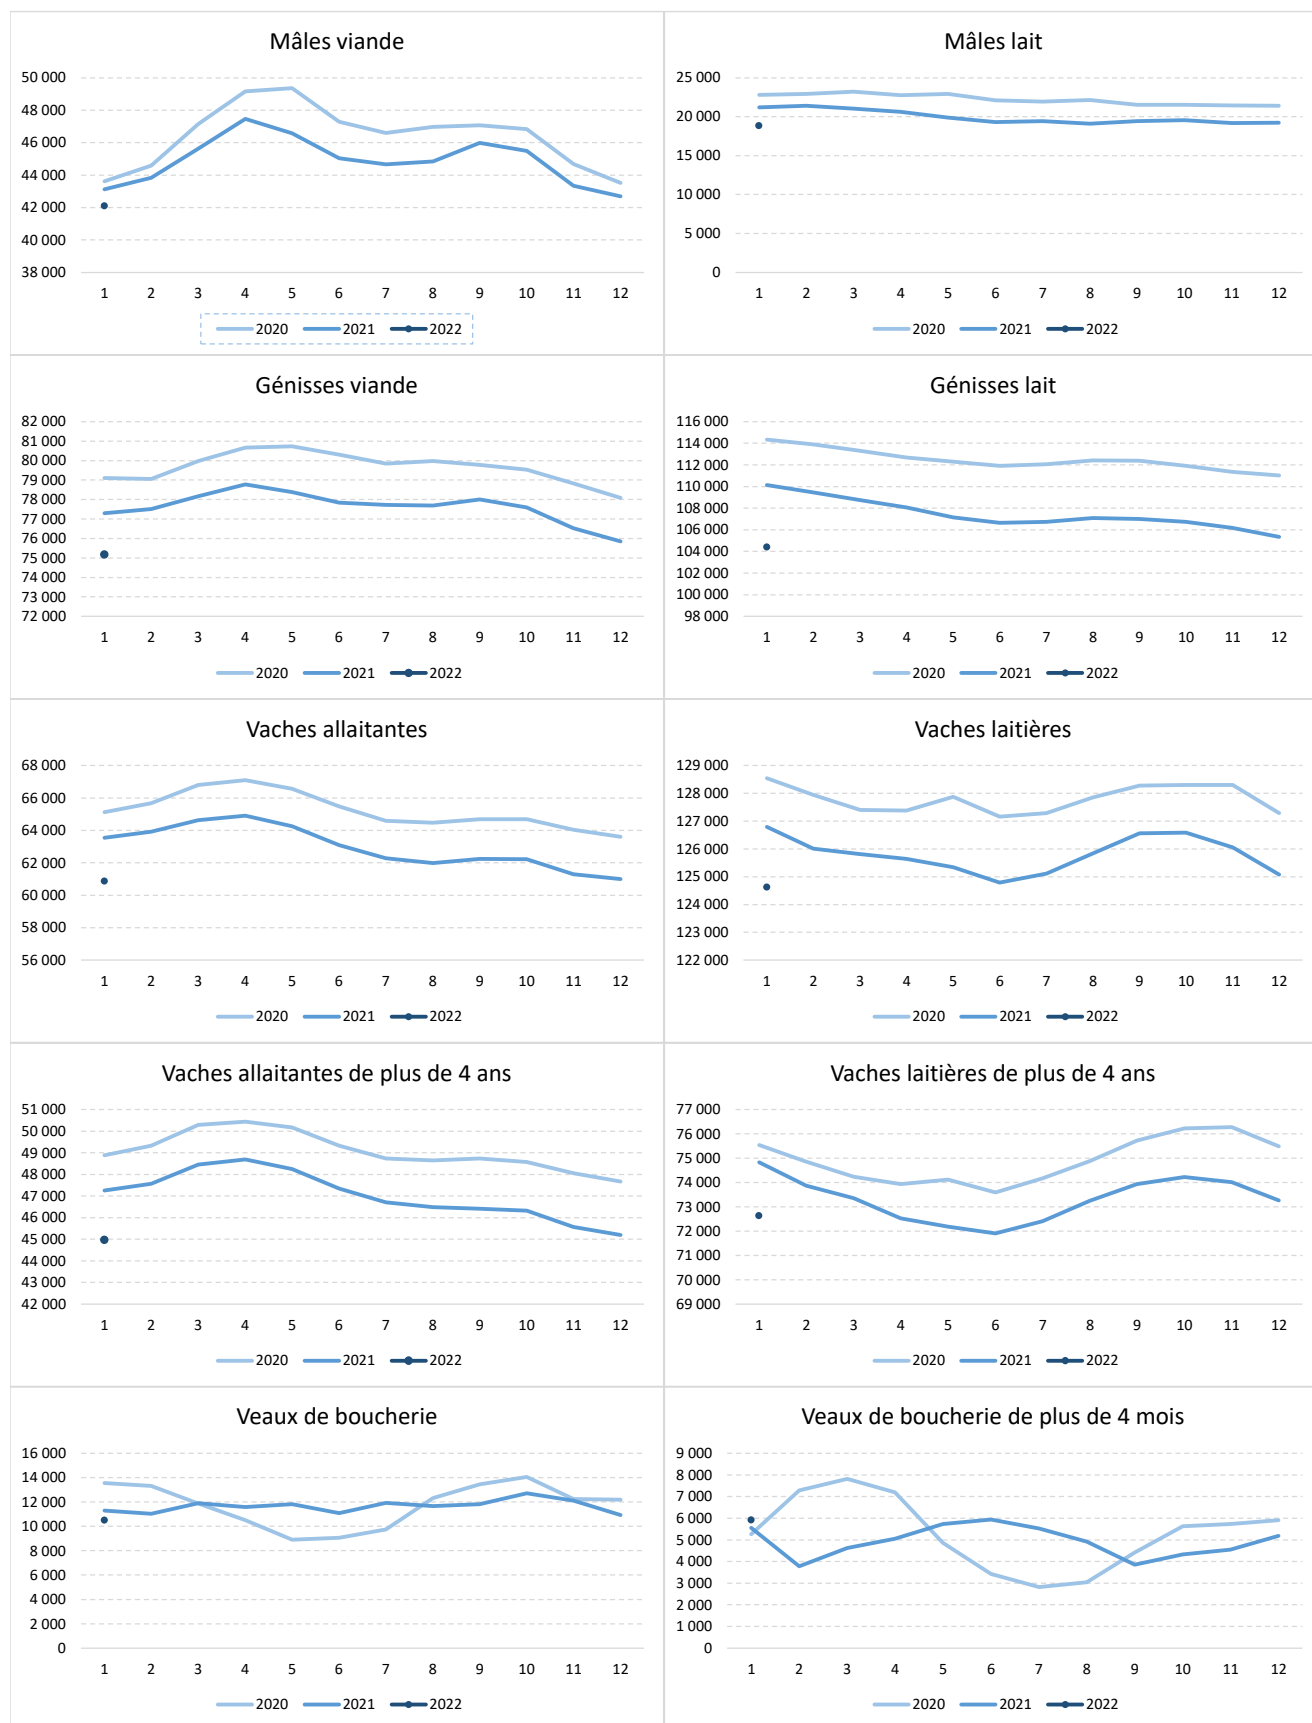 Mâles viande
50 000
48 000
46 000
44 000
42 000
40 000
38 000
1 2 3 4 5 6 7 8 9 10 11 12
2020 2021 2022
Mâles lait
25 000
20 000
15 000
10 000
5 000
0
1 2 3 4 5 6 7 8 9 10 11 12
2020 2021 2022
Génisses viande
82 000
81 000
80 000
79 000
78 000
77 000
76 000
75 000
74 000
73 000
72 000
1 2 3 4 5 6 7 8 9 10 11 12
2020 2021 2022
Génisses lait
116 000
114 000
112 000
110 000
108 000
106 000
104 000
102 000
100 000
98 000
1 2 3 4 5 6 7 8 9 10 11 12
2020 2021 2022
Vaches allaitantes
68 000
66 000
64 000
62 000
60 000
58 000
56 000
1 2 3 4 5 6 7 8 9 10 11 12
2020 2021 2022
Vaches laitières
129 000
128 000
127 000
126 000
125 000
124 000
123 000
122 000
1 2 3 4 5 6 7 8 9 10 11 12
2020 2021 2022
Vaches allaitantes de plus de 4 ans
51 000
50 000
49 000
48 000
47 000
46 000
45 000
44 000
43 000
42 000
1 2 3 4 5 6 7 8 9 10 11 12
2020 2021 2022
Vaches laitières de plus de 4 ans
77 000
76 000
75 000
74 000
73 000
72 000
71 000
70 000
69 000
1 2 3 4 5 6 7 8 9 10 11 12
2020 2021 2022
Veaux de boucherie
16 000
14 000
12 000
10 000
8 000
6 000
4 000
2 000
0
1 2 3 4 5 6 7 8 9 10 11 12
2020 2021 2022
Veaux de boucherie de plus de 4 mois
9 000
8 000
7 000
6 000
5 000
4 000
3 000
2 000
1 000
0
1 2 3 4 5 6 7 8 9 10 11 12
2020 2021 2022